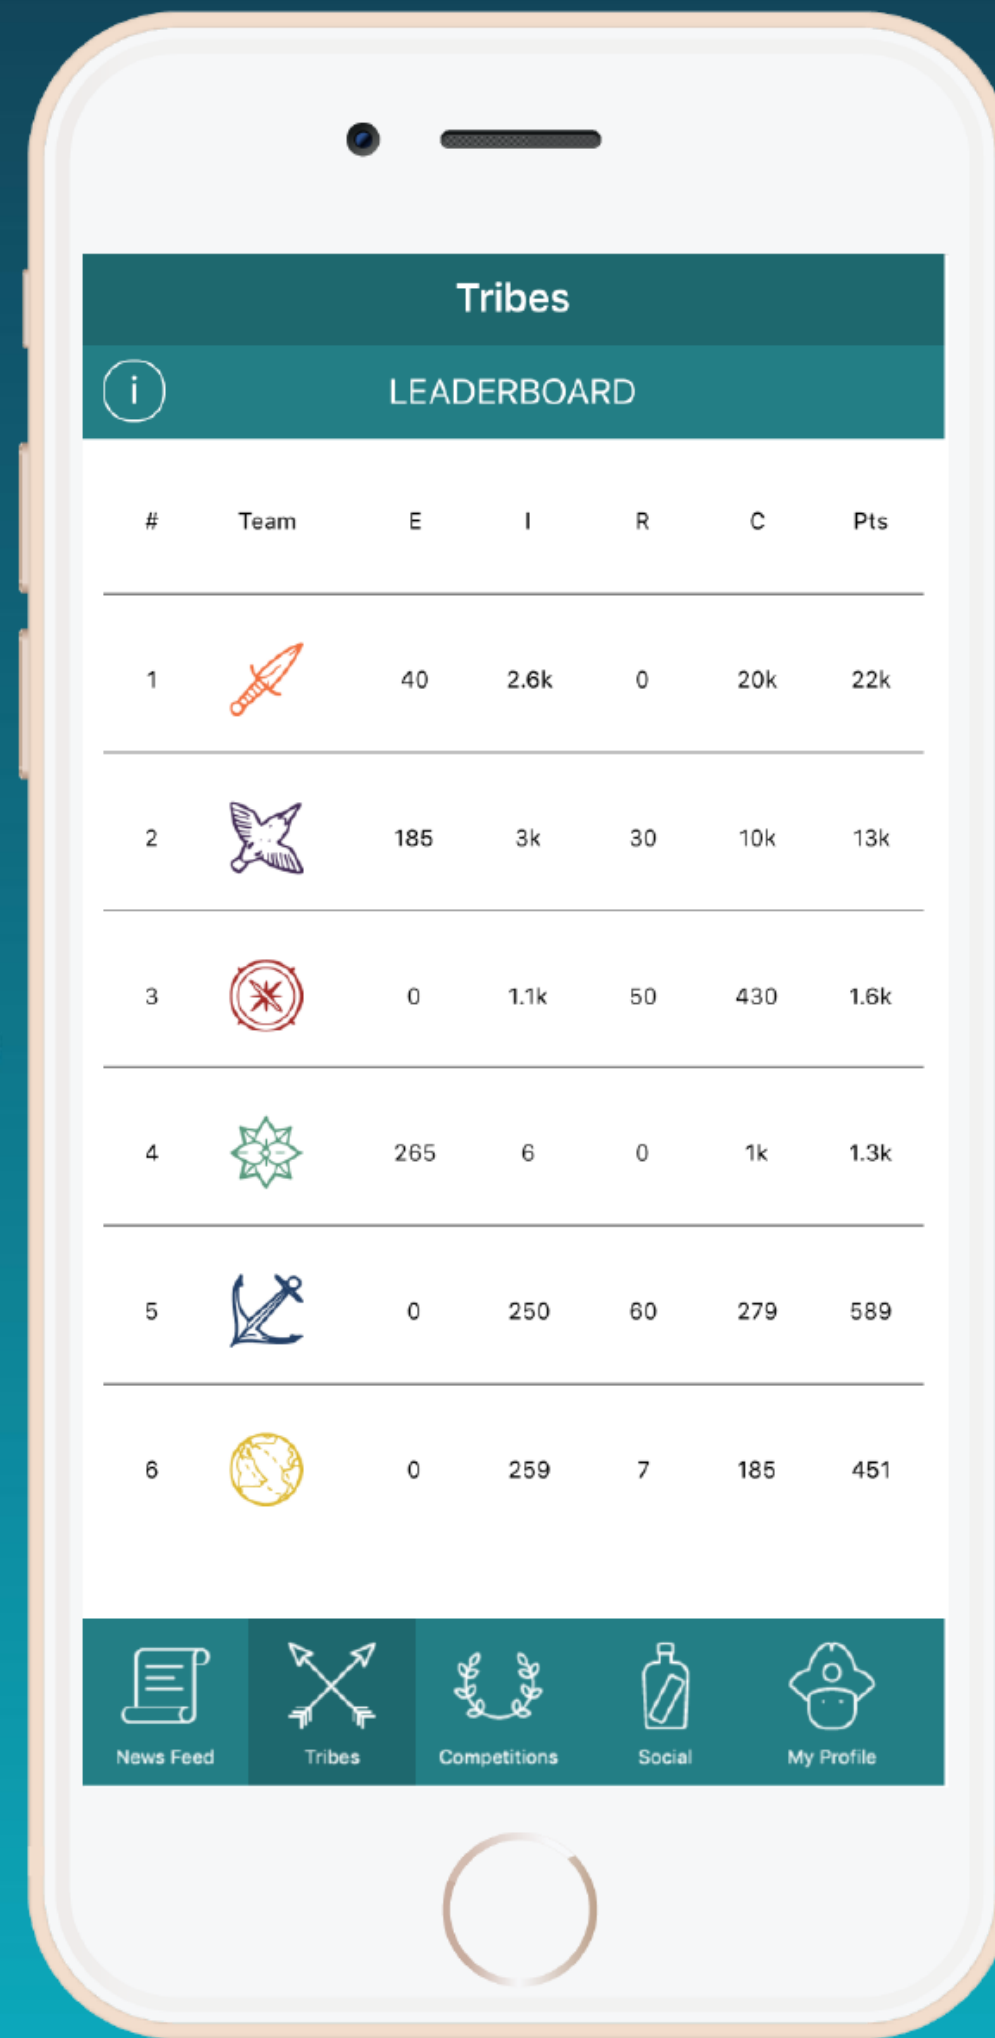 Tribes
i LEADERBOARD
# Team E I R C Pts
1 40 2.6k 0 20k 22k
2 185 3k 30 10k 13k
3 0 1.1k 50 430 1.6k
4 265 6 0 1k 1.3k
5 0 250 60 279 589
6 0 259 7 185 451
News Feed Tribes Competitions Social My Profile